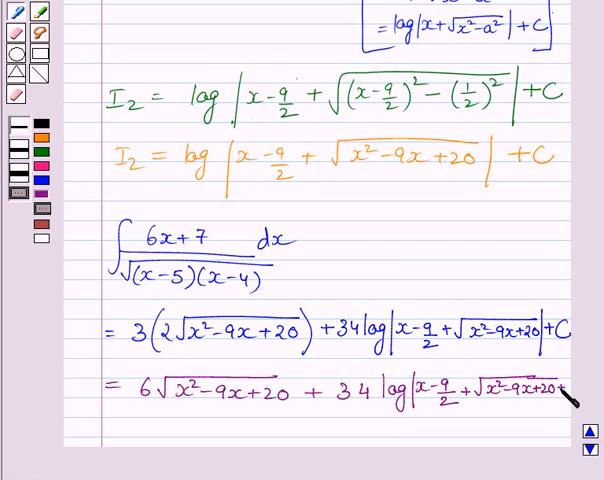 = log|x+√x²-a²| + C
I₂ = log |x-9/2 + √(x-9/2)² - (1/2)²| + C
I₂ = log |x-9/2 + √x²-9x+20| + C
∫ 6x+7 / √(x-5)(x-4) dx
= 3(2√x²-9x+20) + 34 log|x-9/2 + √x²-9x+20| + C
= 6√x²-9x+20 + 34 log|x-9/2 + √x²-9x+20